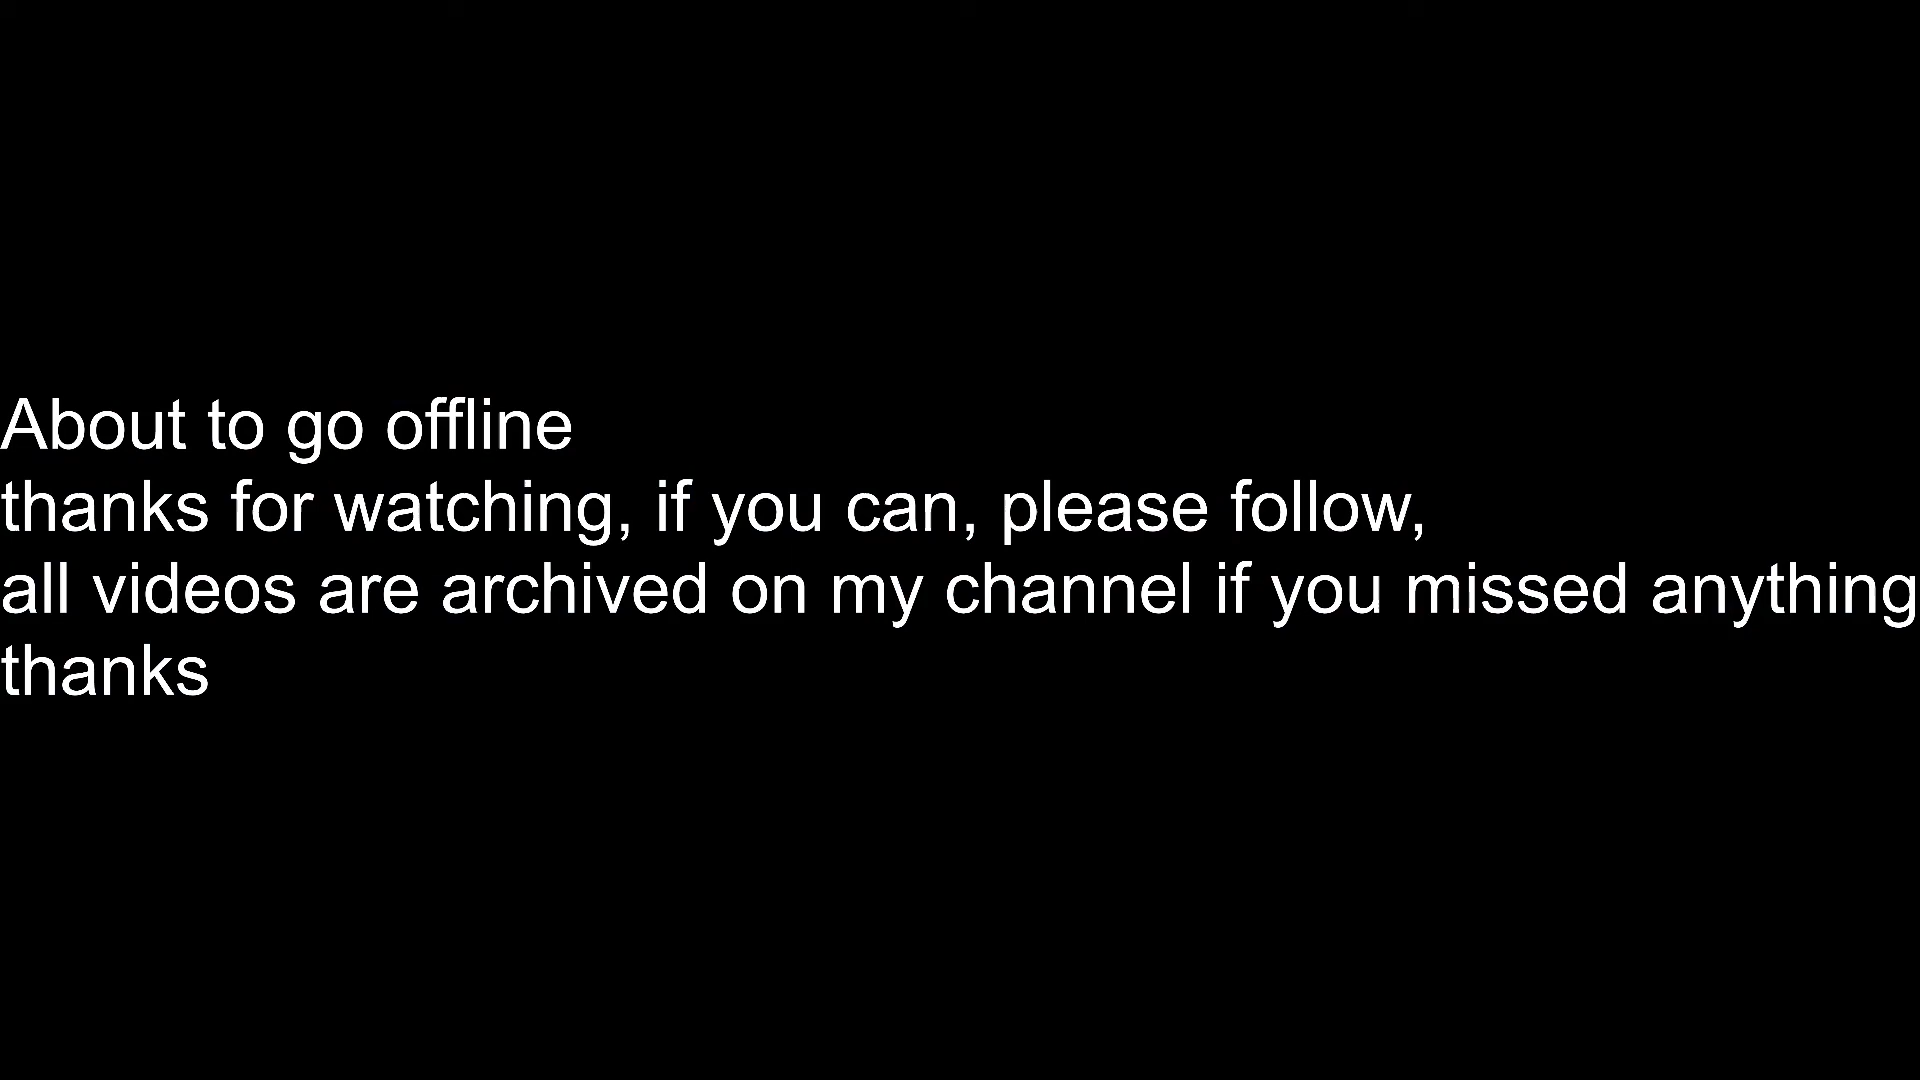 About to go offline
thanks for watching, if you can, please follow,
all videos are archived on my channel if you missed anything
thanks